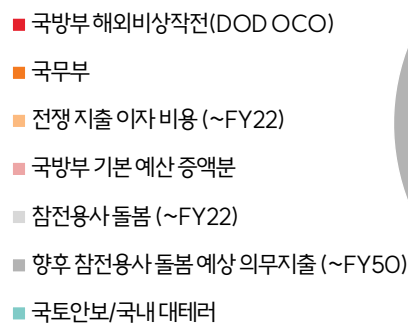 국방부 해외비상작전(DOD OCO)
국무부
전쟁 지출 이자 비용 (~FY22)
국방부 기본 예산 증액분
참전용사 돌봄 (~FY22)
향후 참전용사 돌봄 예상 의무지출 (~FY50)
국토안보/국내 대테러